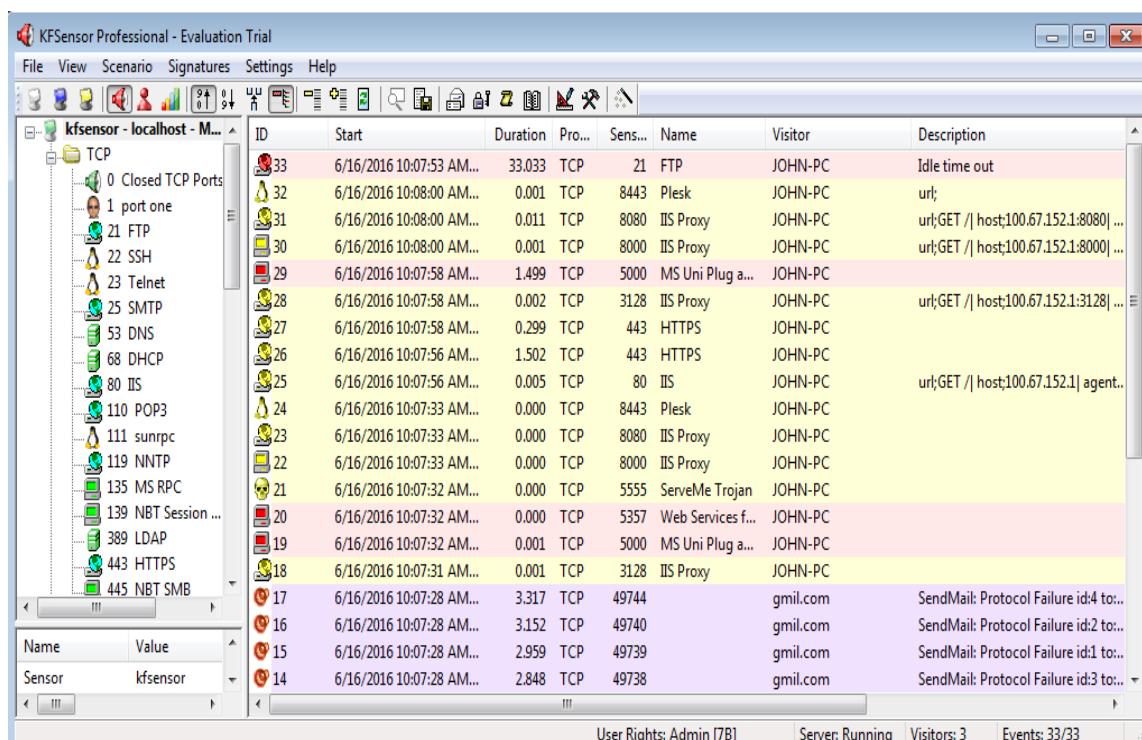 KFSensor Professional - Evaluation Trial
File View Scenario Signatures Settings Help
kfsensor - localhost - M...
TCP
0 Closed TCP Ports
1 port one
21 FTP
22 SSH
23 Telnet
25 SMTP
53 DNS
68 DHCP
80 IIS
110 POP3
111 sunrpc
119 NNTP
135 MS RPC
139 NBT Session ...
389 LDAP
443 HTTPS
445 NBT SMB
Name Value
Sensor kfsensor
ID Start Duration Pro... Sens... Name Visitor Description
33 6/16/2016 10:07:53 AM... 33.033 TCP 21 FTP JOHN-PC Idle time out
32 6/16/2016 10:08:00 AM... 0.001 TCP 8443 Plesk JOHN-PC url;
31 6/16/2016 10:08:00 AM... 0.011 TCP 8080 IIS Proxy JOHN-PC url;GET /| host;100.67.152.1:8080| ...
30 6/16/2016 10:08:00 AM... 0.001 TCP 8000 IIS Proxy JOHN-PC url;GET /| host;100.67.152.1:8000| ...
29 6/16/2016 10:07:58 AM... 1.499 TCP 5000 MS Uni Plug a... JOHN-PC
28 6/16/2016 10:07:58 AM... 0.002 TCP 3128 IIS Proxy JOHN-PC url;GET /| host;100.67.152.1:3128| ...
27 6/16/2016 10:07:58 AM... 0.299 TCP 443 HTTPS JOHN-PC
26 6/16/2016 10:07:56 AM... 1.502 TCP 443 HTTPS JOHN-PC
25 6/16/2016 10:07:56 AM... 0.005 TCP 80 IIS JOHN-PC url;GET /| host;100.67.152.1| agent...
24 6/16/2016 10:07:33 AM... 0.000 TCP 8443 Plesk JOHN-PC
23 6/16/2016 10:07:33 AM... 0.000 TCP 8080 IIS Proxy JOHN-PC
22 6/16/2016 10:07:33 AM... 0.000 TCP 8000 IIS Proxy JOHN-PC
21 6/16/2016 10:07:32 AM... 0.000 TCP 5555 ServeMe Trojan JOHN-PC
20 6/16/2016 10:07:32 AM... 0.000 TCP 5357 Web Services f... JOHN-PC
19 6/16/2016 10:07:32 AM... 0.001 TCP 5000 MS Uni Plug a... JOHN-PC
18 6/16/2016 10:07:31 AM... 0.001 TCP 3128 IIS Proxy JOHN-PC
17 6/16/2016 10:07:28 AM... 3.317 TCP 49744 gmil.com SendMail: Protocol Failure id:4 to:...
16 6/16/2016 10:07:28 AM... 3.152 TCP 49740 gmil.com SendMail: Protocol Failure id:2 to:...
15 6/16/2016 10:07:28 AM... 2.959 TCP 49739 gmil.com SendMail: Protocol Failure id:1 to:...
14 6/16/2016 10:07:28 AM... 2.848 TCP 49738 gmil.com SendMail: Protocol Failure id:3 to:...
User Rights: Admin [7B] Server: Running Visitors: 3 Events: 33/33